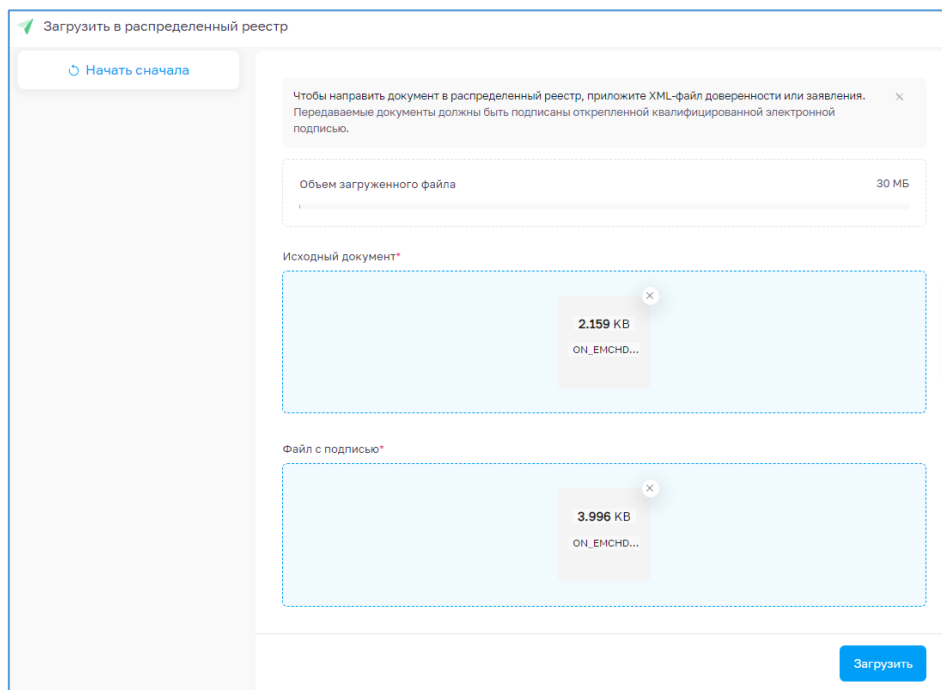 Загрузить в распределенный реестр
Начать сначала
Чтобы направить документ в распределенный реестр, приложите XML-файл доверенности или заявления.
Передаваемые документы должны быть подписаны открепленной квалифицированной электронной
подписью.
Объем загруженного файла 30 МБ
Исходный документ*
2.159 KB
ON_EMCHD...
Файл с подписью*
3.996 KB
ON_EMCHD...
Загрузить